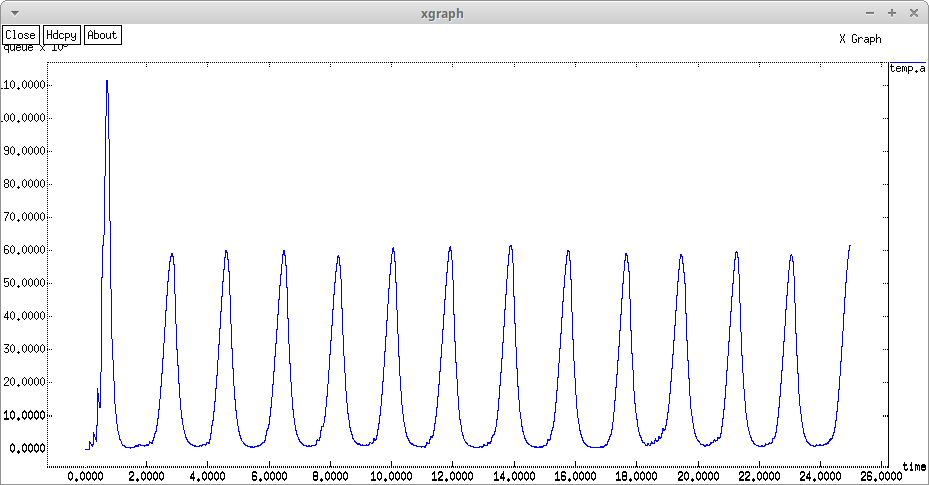 xgraph
Close Hdcpy About
queue x 10
X Graph
temp.a
10.0000
00.0000
90.0000
80.0000
70.0000
60.0000
50.0000
40.0000
30.0000
20.0000
10.0000
0.0000
time
0.0000 2.0000 4.0000 6.0000 8.0000 10.0000 12.0000 14.0000 16.0000 18.0000 20.0000 22.0000 24.0000 26.0000